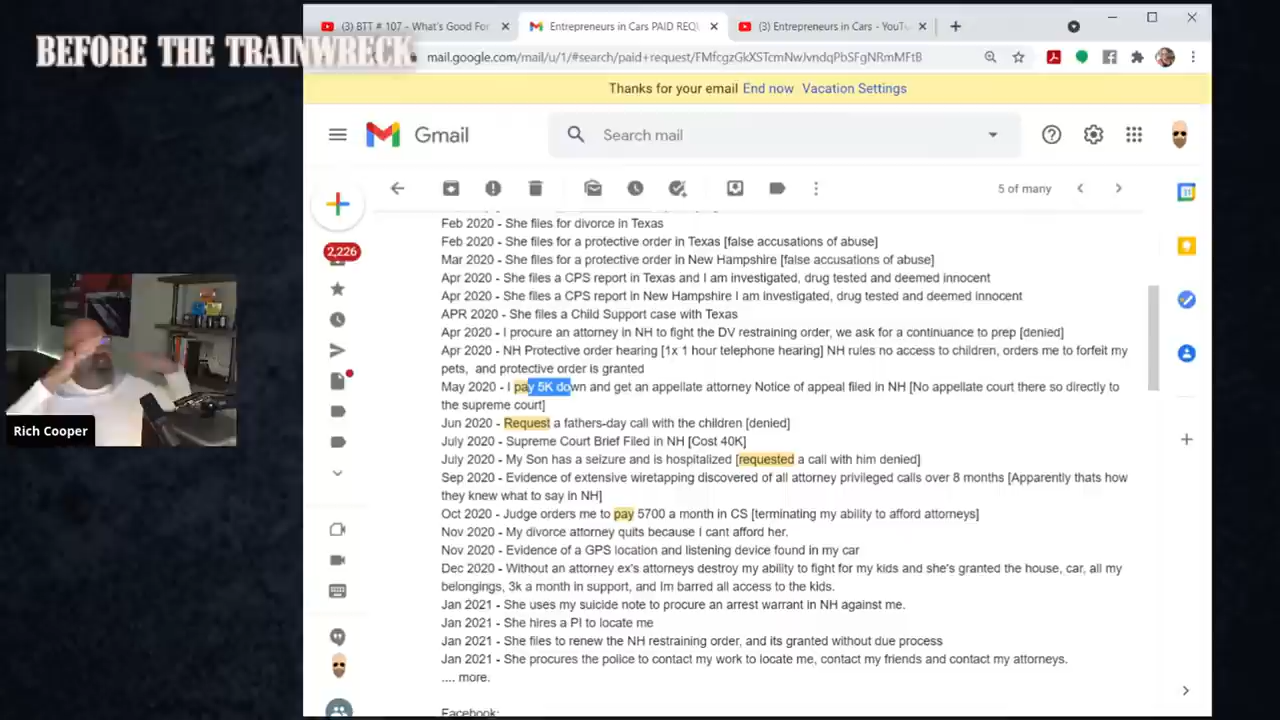 BEFORE THE TRAINWRECK
(3) BTT # 107 - What's Good For
Entrepreneurs in Cars PAID REQU
(3) Entrepreneurs in Cars - YouTu
mail.google.com/mail/u/1/#search/paid+request/FMfcgzGkXSTcmNwJvndqPbSFgNRmMFtB
Thanks for your email End now Vacation Settings
Gmail
Search mail
5 of many
2,226
Feb 2020 - She files for divorce in Texas
Feb 2020 - She files for a protective order in Texas [false accusations of abuse]
Mar 2020 - She files for a protective order in New Hampshire [false accusations of abuse]
Apr 2020 - She files a CPS report in Texas and I am investigated, drug tested and deemed innocent
Apr 2020 - She files a CPS report in New Hampshire I am investigated, drug tested and deemed innocent
APR 2020 - She files a Child Support case with Texas
Apr 2020 - I procure an attorney in NH to fight the DV restraining order, we ask for a continuance to prep [denied]
Apr 2020 - NH Protective order hearing [1x 1 hour telephone hearing] NH rules no access to children, orders me to forfeit my
pets, and protective order is granted
May 2020 - I pay 5K down and get an appellate attorney Notice of appeal filed in NH [No appellate court there so directly to
the supreme court]
Jun 2020 - Request a fathers-day call with the children [denied]
July 2020 - Supreme Court Brief Filed in NH [Cost 40K]
July 2020 - My Son has a seizure and is hospitalized [requested a call with him denied]
Sep 2020 - Evidence of extensive wiretapping discovered of all attorney privileged calls over 8 months [Apparently thats how
they knew what to say in NH]
Oct 2020 - Judge orders me to pay 5700 a month in CS [terminating my ability to afford attorneys]
Nov 2020 - My divorce attorney quits because I cant afford her.
Nov 2020 - Evidence of a GPS location and listening device found in my car
Dec 2020 - Without an attorney ex's attorneys destroy my ability to fight for my kids and she's granted the house, car, all my
belongings, 3k a month in support, and Im barred all access to the kids.
Jan 2021 - She uses my suicide note to procure an arrest warrant in NH against me.
Jan 2021 - She hires a PI to locate me
Jan 2021 - She files to renew the NH restraining order, and its granted without due process
Jan 2021 - She procures the police to contact my work to locate me, contact my friends and contact my attorneys.
.... more.
Facebook:
Rich Cooper